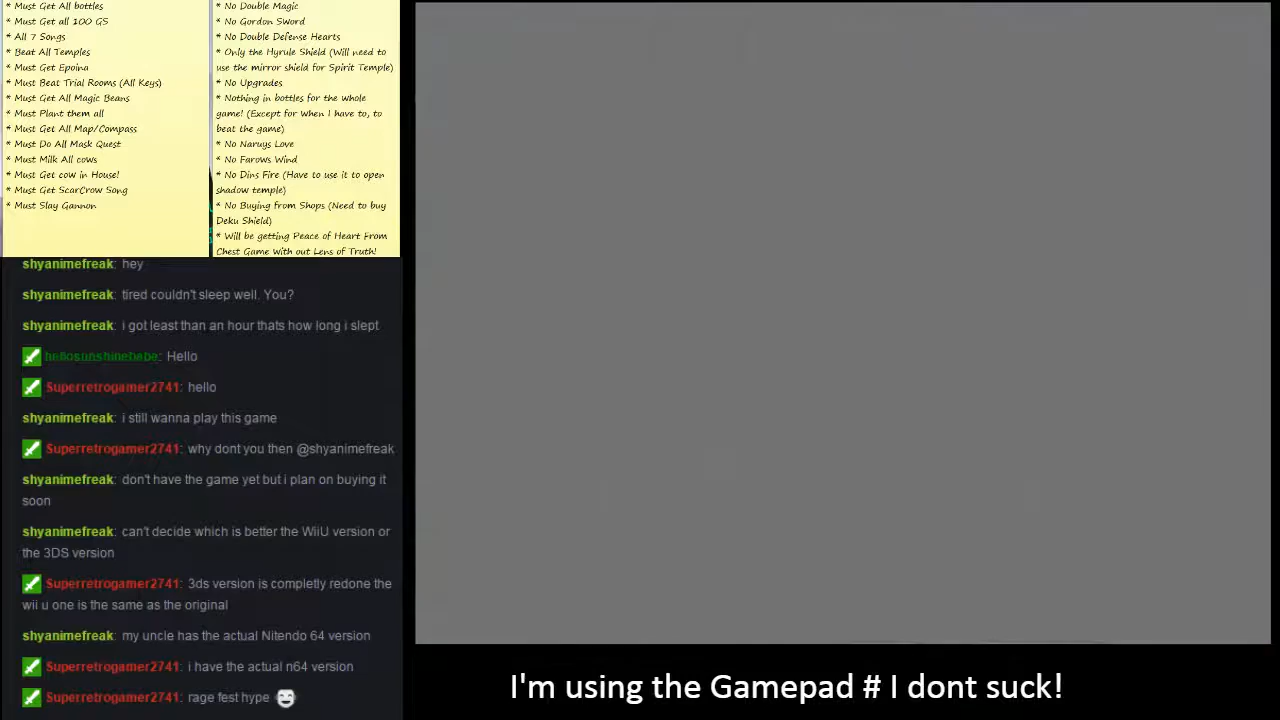 * Must Get All bottles
* Must Get all 100 GS
* All 7 Songs
* Beat All Temples
* Must Get Epoina
* Must Beat Trial Rooms (All Keys)
* Must Get All Magic Beans
* Must Plant them all
* Must Get All Map/Compass
* Must Do All Mask Quest
* Must Milk All cows
* Must Get cow in House!
* Must Get ScarCrow Song
* Must Slay Gannon
* No Double Magic
* No Gordon Sword
* No Double Defense Hearts
* Only the Hyrule Shield (Will need to
use the mirror shield for Spirit Temple)
* No Upgrades
* Nothing in bottles for the whole
game! (Except for When I have to, to
beat the game)
* No Naruys Love
* No Farows Wind
* No Dins Fire (Have to use it to open
shadow temple)
* No Buying from Shops (Need to buy
Deku Shield)
* Will be getting Peace of Heart From
Chest Game With out Lens of Truth!
shyanimefreak: hey
shyanimefreak: tired couldn't sleep well. You?
shyanimefreak: i got least than an hour thats how long i slept
hellosunshinebebe: Hello
Superretrogamer2741: hello
shyanimefreak: i still wanna play this game
Superretrogamer2741: why dont you then @shyanimefreak
shyanimefreak: don't have the game yet but i plan on buying it
soon
shyanimefreak: can't decide which is better the WiiU version or
the 3DS version
Superretrogamer2741: 3ds version is completly redone the
wii u one is the same as the original
shyanimefreak: my uncle has the actual Nitendo 64 version
Superretrogamer2741: i have the actual n64 version
Superretrogamer2741: rage fest hype
I'm using the Gamepad # I dont suck!